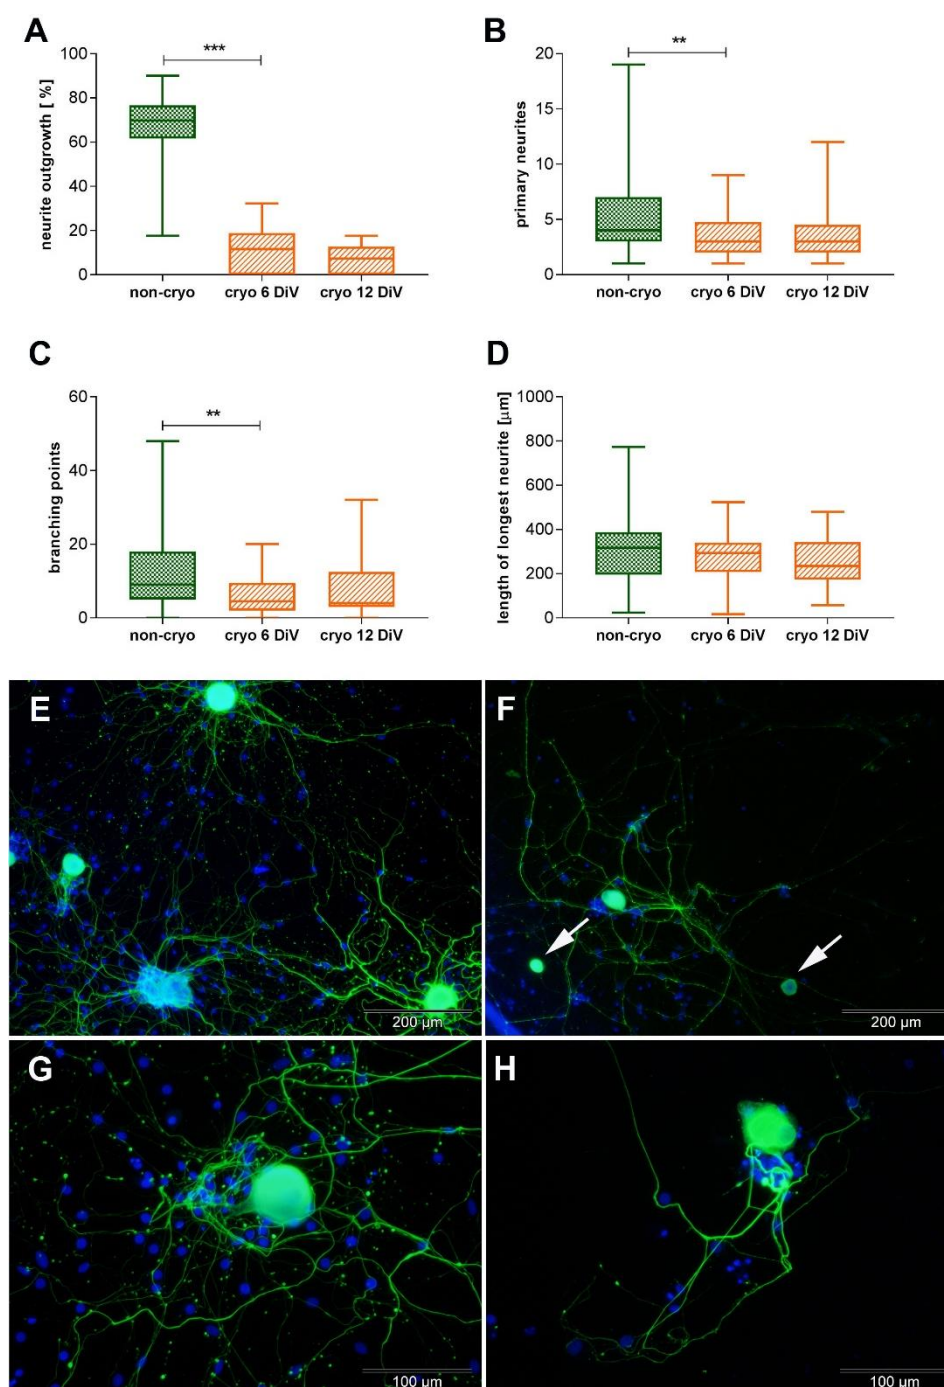 A
***
neurite outgrowth [ %]
100
80
60
40
20
0
non-cryo cryo 6 DiV cryo 12 DiV
B
**
primary neurites
20
15
10
5
0
non-cryo cryo 6 DiV cryo 12 DiV
C
**
branching points
60
40
20
0
non-cryo cryo 6 DiV cryo 12 DiV
D
length of longest neurite [µm]
1000
800
600
400
200
0
non-cryo cryo 6 DiV cryo 12 DiV
E
200 µm
F
200 µm
G
100 µm
H
100 µm